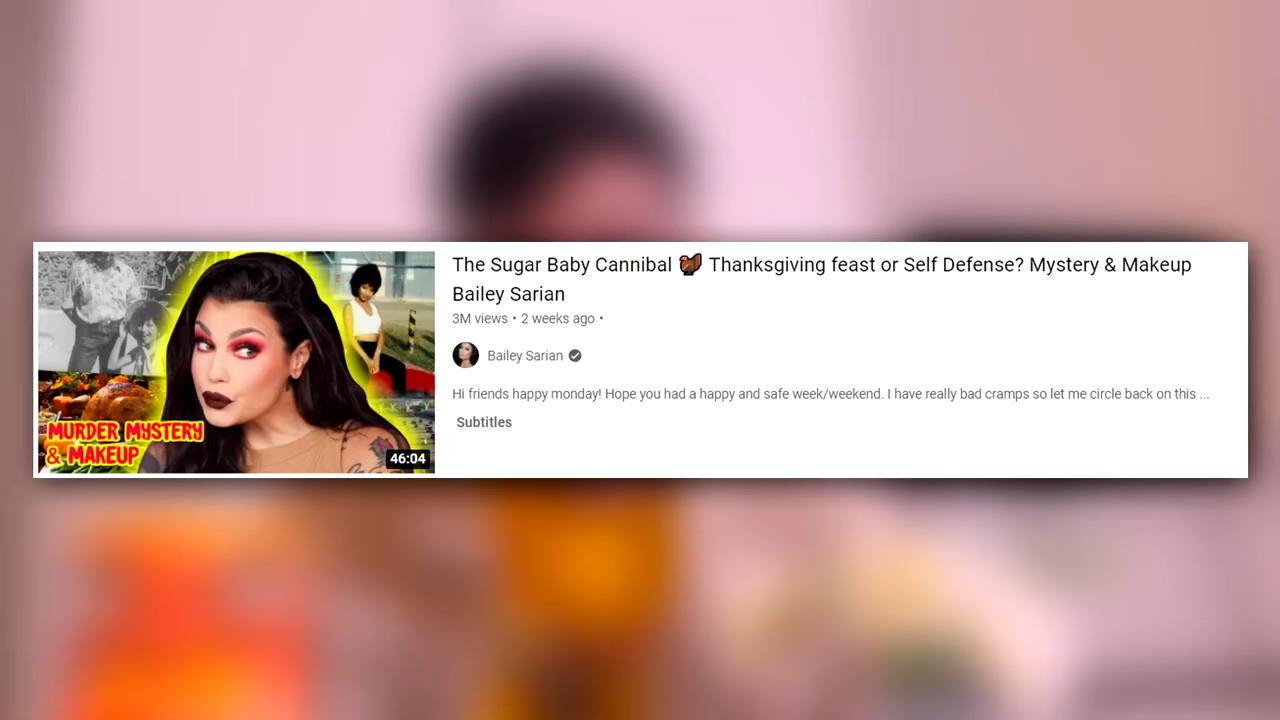 The Sugar Baby Cannibal 🦃 Thanksgiving feast or Self Defense? Mystery & Makeup
Bailey Sarian
3M views • 2 weeks ago •
Bailey Sarian
Hi friends happy monday! Hope you had a happy and safe week/weekend. I have really bad cramps so let me circle back on this ...
Subtitles
MURDER MYSTERY
& MAKEUP
46:04